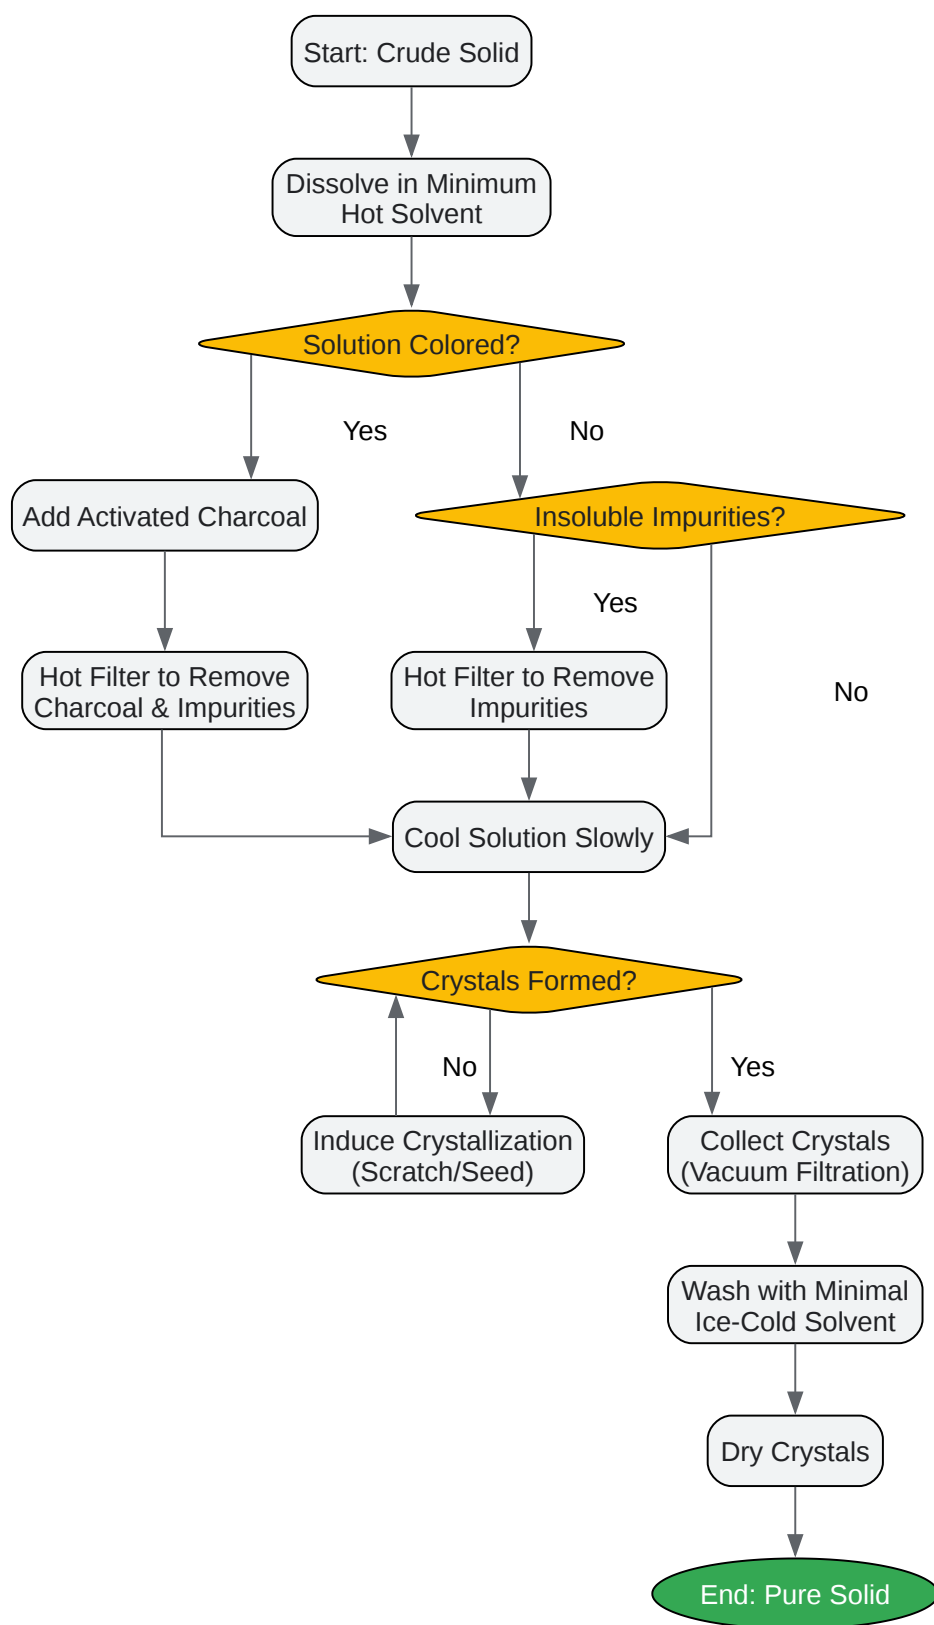 Start: Crude Solid
Dissolve in Minimum
Hot Solvent
Solution Colored?
Yes
No
Add Activated Charcoal
Insoluble Impurities?
Yes
Hot Filter to Remove
Charcoal & Impurities
Hot Filter to Remove
Impurities
No
Cool Solution Slowly
Crystals Formed?
No
Yes
Induce Crystallization
(Scratch/Seed)
Collect Crystals
(Vacuum Filtration)
Wash with Minimal
Ice-Cold Solvent
Dry Crystals
End: Pure Solid